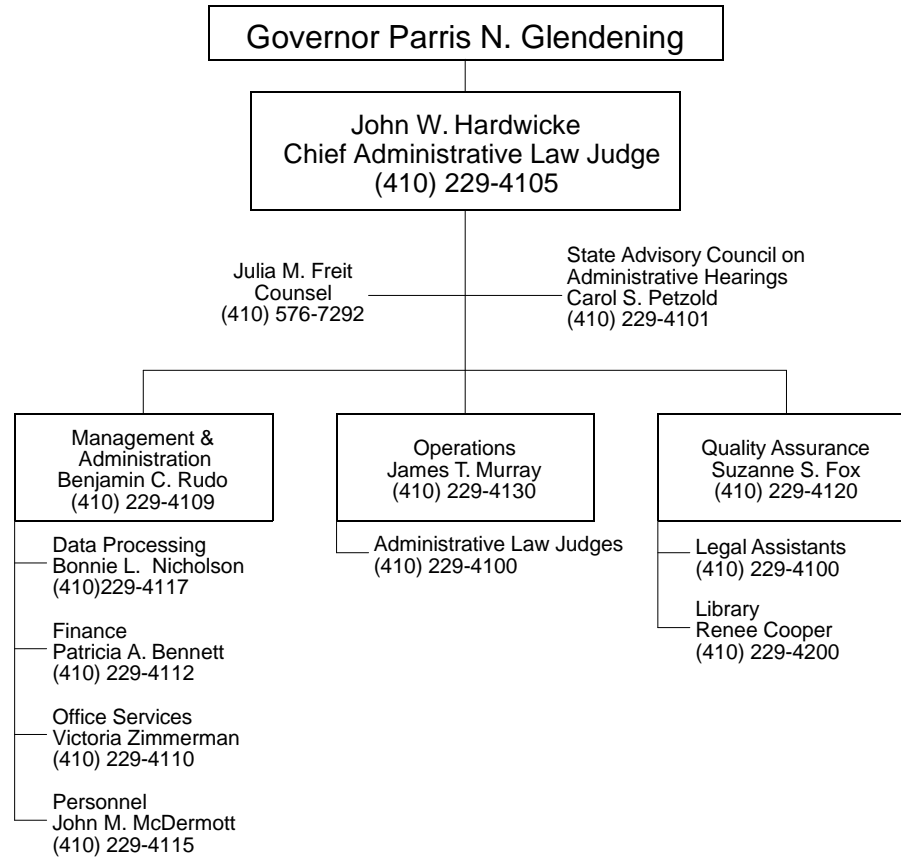 Governor Parris N. Glendening
John W. Hardwicke
Chief Administrative Law Judge
(410) 229-4105
Julia M. Freit
Counsel
(410) 576-7292
State Advisory Council on
Administrative Hearings
Carol S. Petzold
(410) 229-4101
Management &
Administration
Benjamin C. Rudo
(410) 229-4109
Data Processing
Bonnie L. Nicholson
(410)229-4117
Finance
Patricia A. Bennett
(410) 229-4112
Office Services
Victoria Zimmerman
(410) 229-4110
Personnel
John M. McDermott
(410) 229-4115
Operations
James T. Murray
(410) 229-4130
Administrative Law Judges
(410) 229-4100
Quality Assurance
Suzanne S. Fox
(410) 229-4120
Legal Assistants
(410) 229-4100
Library
Renee Cooper
(410) 229-4200